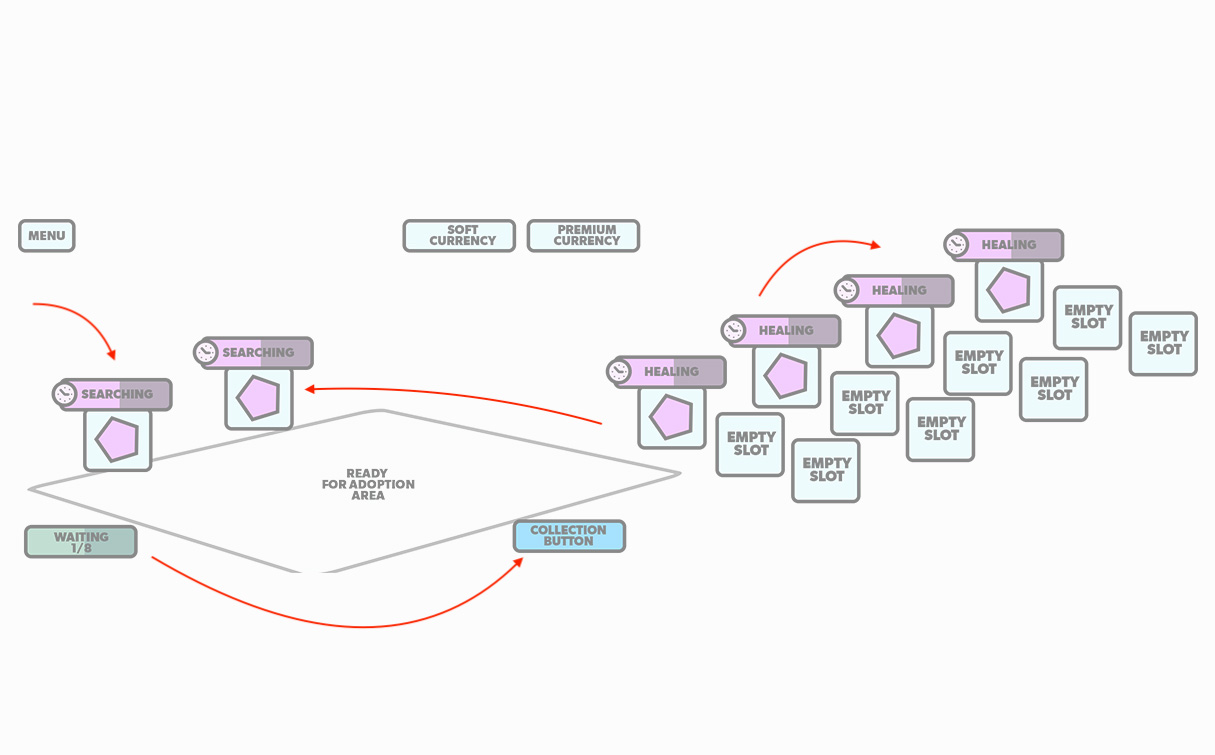 MENU
SOFT
CURRENCY
PREMIUM
CURRENCY
HEALING
HEALING
HEALING
HEALING
SEARCHING
SEARCHING
EMPTY
SLOT
EMPTY
SLOT
EMPTY
SLOT
EMPTY
SLOT
EMPTY
SLOT
EMPTY
SLOT
EMPTY
SLOT
EMPTY
SLOT
READY
FOR ADOPTION
AREA
WAITING
1/8
COLLECTION
BUTTON